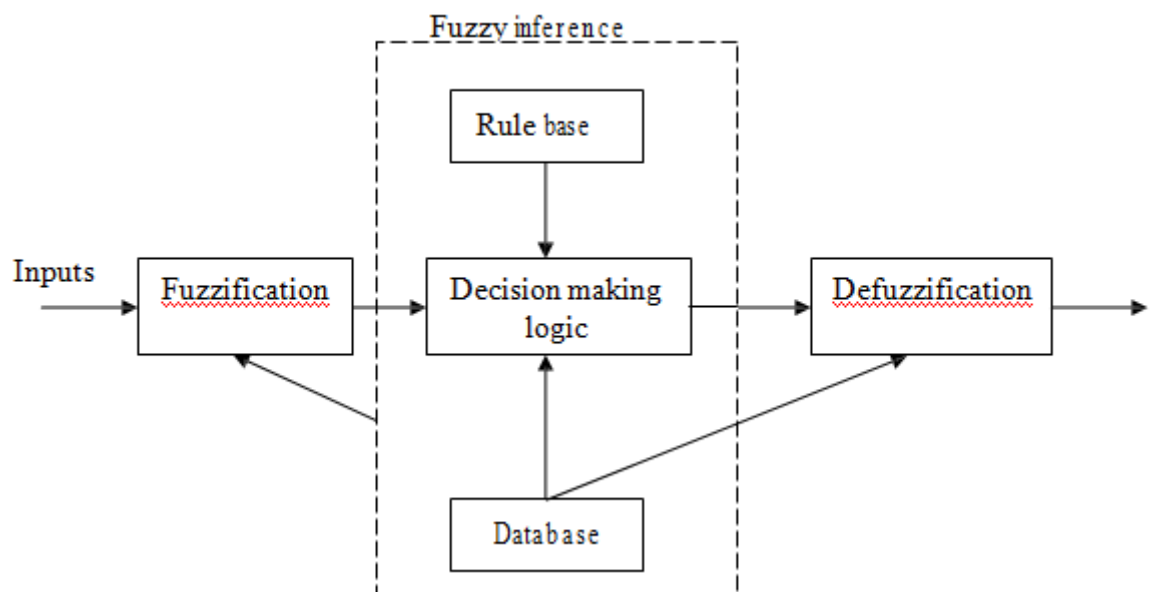 Fuzzy inference
Rule base
Inputs
Fuzzification
Decision making
logic
Defuzzification
Database